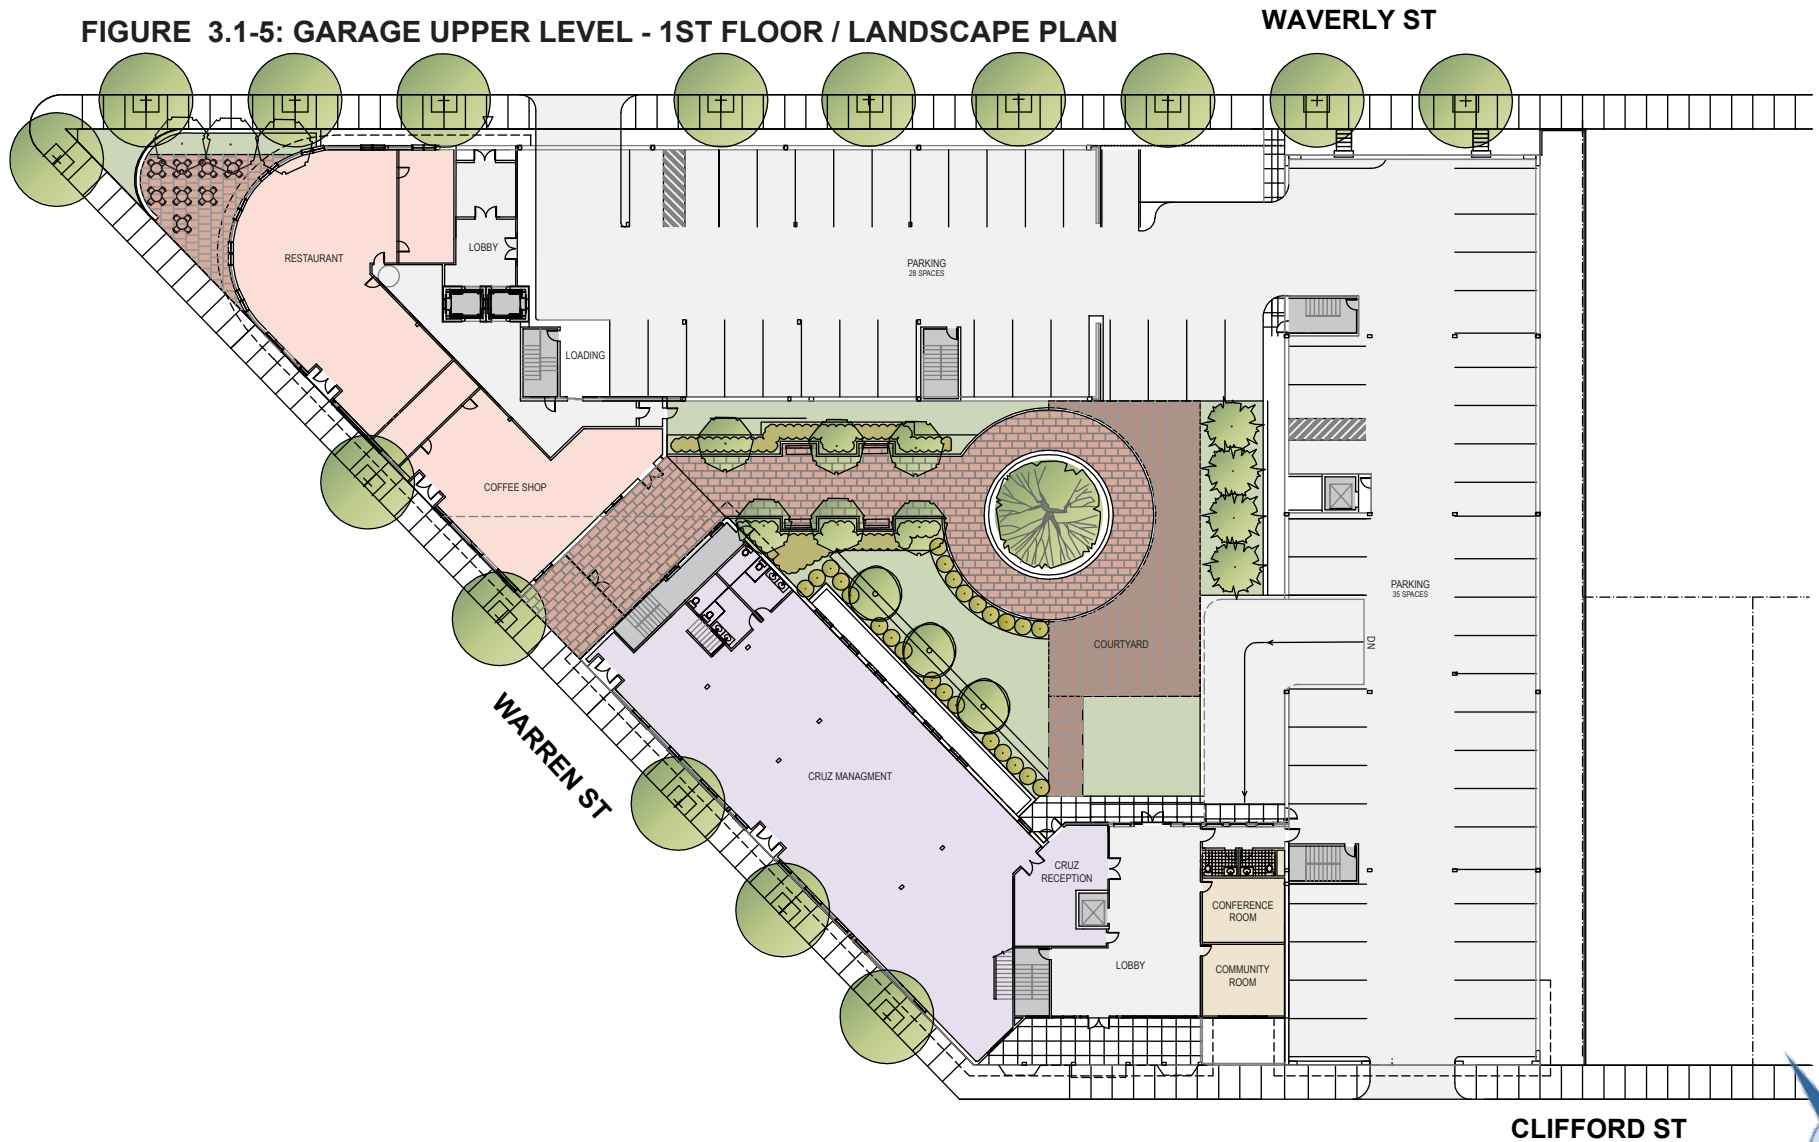 FIGURE 3.1-5: GARAGE UPPER LEVEL - 1ST FLOOR / LANDSCAPE PLAN
WAVERLY ST
RESTAURANT
LOBBY
PARKING
28 SPACES
LOADING
COFFEE SHOP
PARKING
35 SPACES
COURTYARD
DN
WARREN ST
CRUZ MANAGMENT
CRUZ
RECEPTION
CONFERENCE
ROOM
LOBBY
COMMUNITY
ROOM
CLIFFORD ST